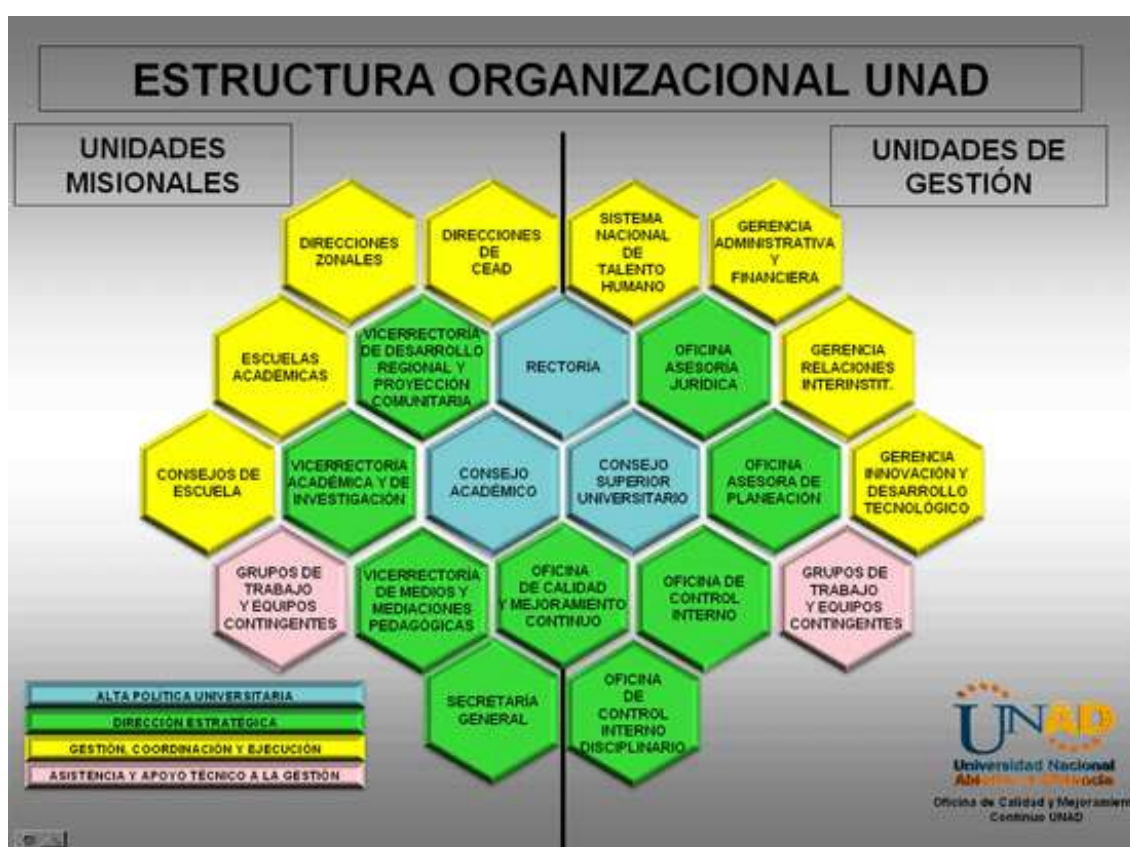 ESTRUCTURA ORGANIZACIONAL UNAD
UNIDADES
MISIONALES
UNIDADES DE
GESTIÓN
DIRECCIONES
ZONALES
DIRECCIONES
DE
CEAD
SISTEMA
NACIONAL
DE
TALENTO
HUMANO
GERENCIA
ADMINISTRATIVA
Y
FINANCIERA
ESCUELAS
ACADÉMICAS
VICERRECTORÍA
DE DESARROLLO
REGIONAL Y
PROYECCIÓN
COMUNITARIA
RECTORÍA
OFICINA
ASESORÍA
JURÍDICA
GERENCIA
RELACIONES
INTERINSTIT.
CONSEJOS DE
ESCUELA
VICERRECTORÍA
ACADÉMICA Y DE
INVESTIGACIÓN
CONSEJO
ACADÉMICO
CONSEJO
SUPERIOR
UNIVERSITARIO
OFICINA
ASESORA DE
PLANEACIÓN
GERENCIA
INNOVACIÓN Y
DESARROLLO
TECNOLÓGICO
GRUPOS DE
TRABAJO
Y EQUIPOS
CONTINGENTES
VICERRECTORÍA
DE MEDIOS Y
MEDIACIONES
PEDAGÓGICAS
OFICINA
DE CALIDAD
Y MEJORAMIENTO
CONTINUO
OFICINA DE
CONTROL
INTERNO
GRUPOS DE
TRABAJO
Y EQUIPOS
CONTINGENTES
SECRETARÍA
GENERAL
OFICINA
DE
CONTROL
INTERNO
DISCIPLINARIO
ALTA POLÍTICA UNIVERSITARIA
DIRECCIÓN ESTRATÉGICA
GESTIÓN, COORDINACIÓN Y EJECUCIÓN
ASISTENCIA Y APOYO TÉCNICO A LA GESTIÓN
UNAD
Universidad Nacional
Abierta y a Distancia
Oficina de Calidad y Mejoramient
Continuo UNAD